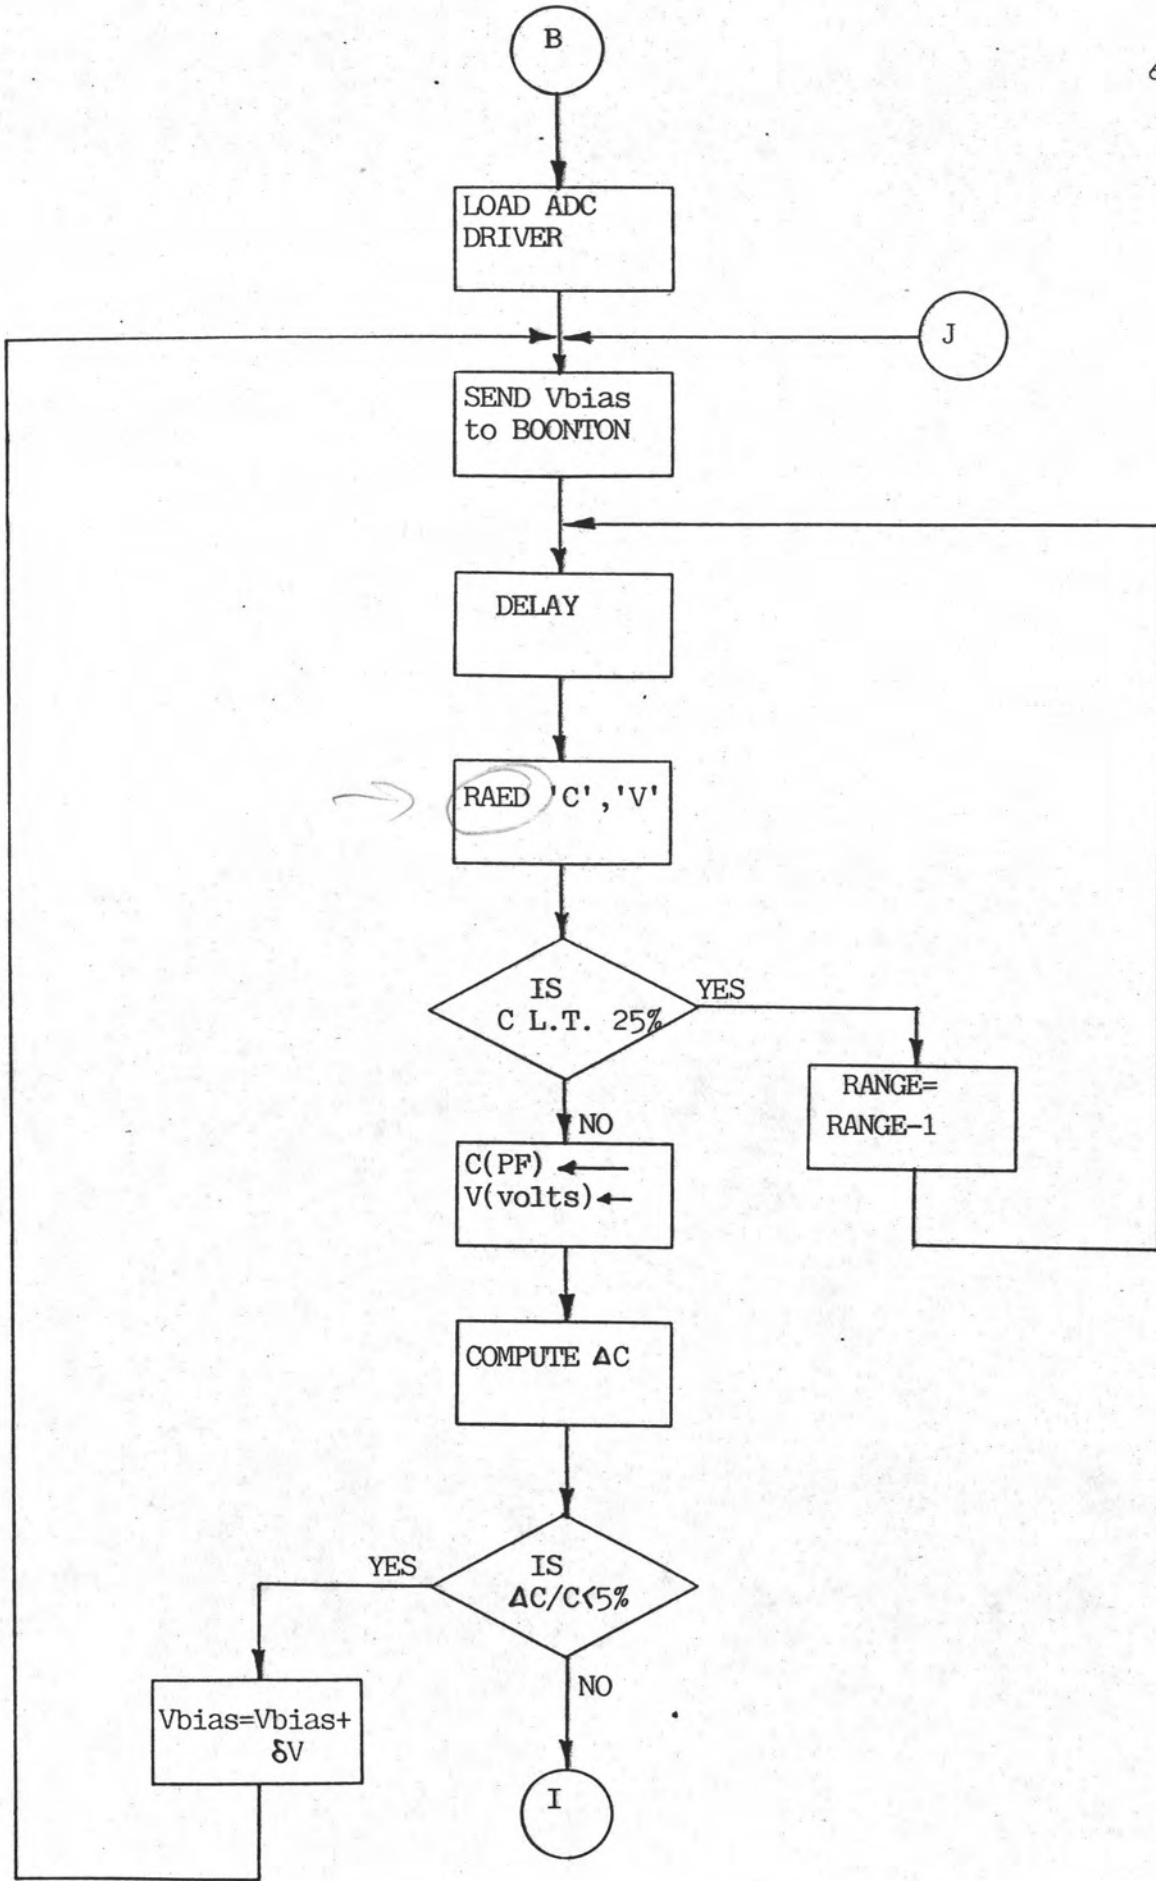 B
LOAD ADC
DRIVER
J
SEND Vbias
to BOONTON
DELAY
RAED 'C','V'
IS
C L.T. 25%
YES
RANGE=
RANGE-1
NO
C(PF) ←
V(volts) ←
COMPUTE ΔC
YES
IS
ΔC/C<5%
NO
Vbias=Vbias+
δV
I